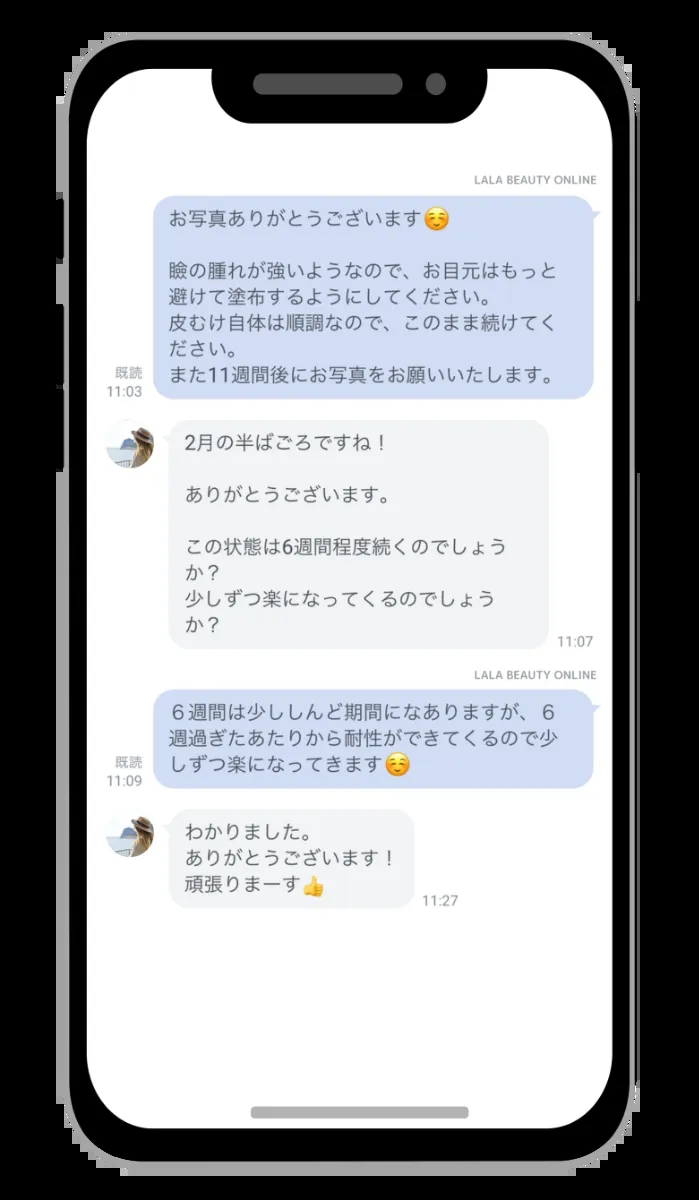 LALA BEAUTY ONLINE
お写真ありがとうございます☺️
瞼の腫れが強いようなので、お目元はもっと
避けて塗布するようにしてください。
皮むけ自体は順調なので、このまま続けてく
ださい。
また11週間後にお写真をお願いいたします。
既読
11:03
2月の半ばごろですね！
ありがとうございます。
この状態は6週間程度続くのでしょう
か？
少しずつ楽になってくるのでしょう
か？
11:07
LALA BEAUTY ONLINE
６週間は少ししんど期間になありますが、６
週過ぎたあたりから耐性ができてくるので少
しずつ楽になってきます☺️
既読
11:09
わかりました。
ありがとうございます！
頑張りまーす👍
11:27